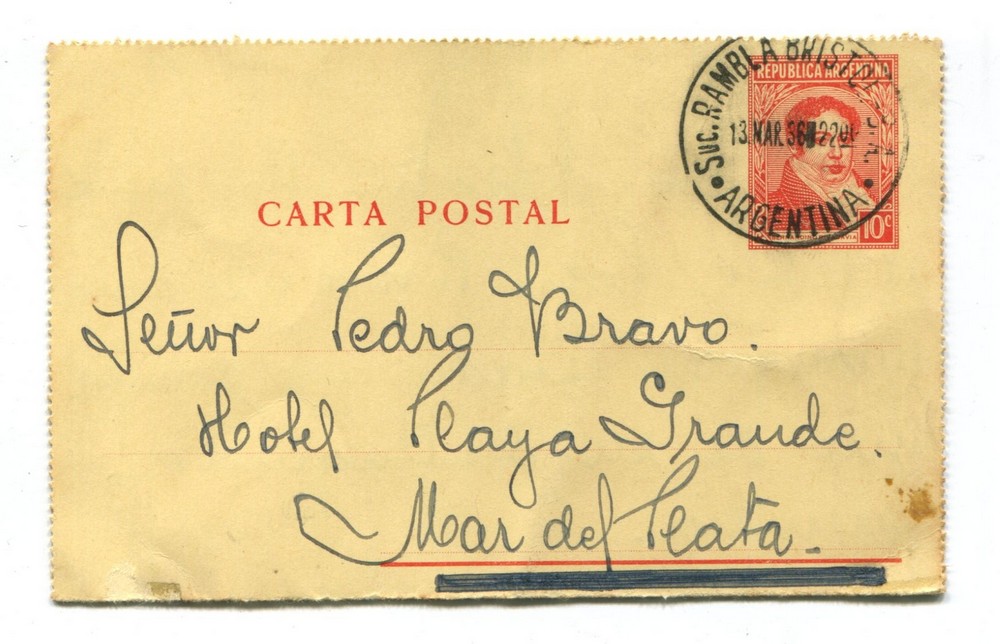 SUC. RAMBLA BRISTOL
13 MAR. 36 22
ARGENTINA
REPUBLICA ARGENTINA
10c
CARTA POSTAL
Señor Pedro Bravo.
Hotel Playa Grande.
Mar del Plata.